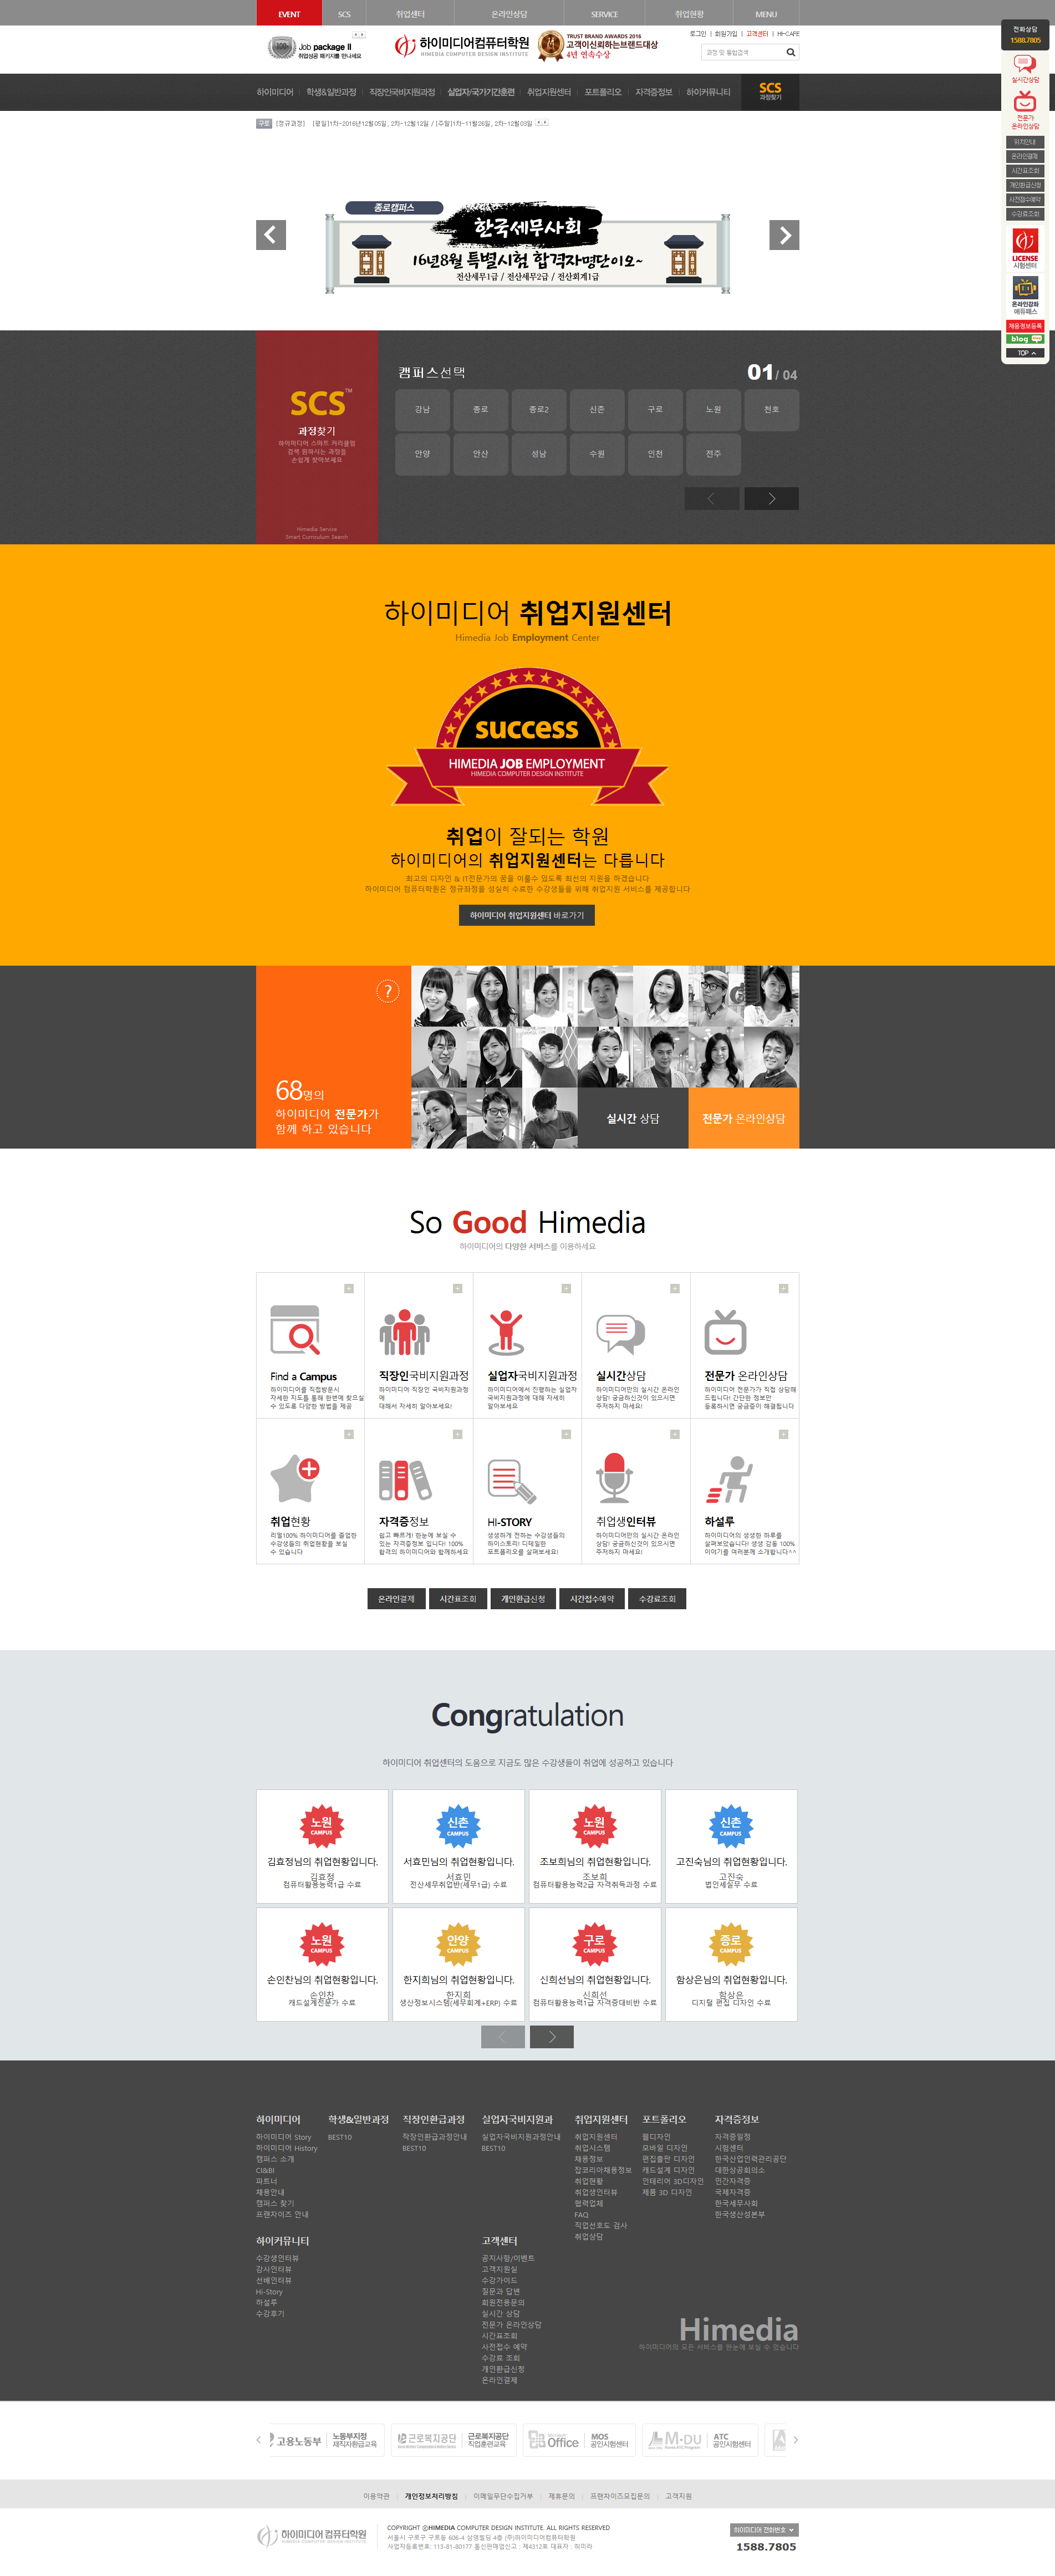 EVENT
SCS
취업센터
온라인상담
SERVICE
취업현황
MENU
Job package II
취업성공 패키지를 만나세요
하이미디어컴퓨터학원
HIMEDIA COMPUTER DESIGN INSTITUTE
TRUST BRAND AWARDS 2016
고객이신뢰하는브랜드대상
4년 연속수상
로그인 | 회원가입 | 고객센터 | HI-CAFE
과정 및 통합검색
하이미디어
학생&일반과정
직장인국비지원과정
실업자/국가기간훈련
취업지원센터
포트폴리오
자격증정보
하이커뮤니티
SCS
과정찾기
구로 [정규과정] [평일]1차-2016년12월05일, 2차-12월12일 / [주말]1차-11월26일, 2차-12월03일
종로캠퍼스
한국세무사회
16년8월 특별시험 합격자명단이오~
전산세무1급 / 전산세무2급 / 전산회계1급
전화상담
1588.7805
실시간상담
전문가
온라인상담
위치안내
온라인결제
시간표조회
개인환급신청
사전접수예약
수강료조회
LICENSE
시험센터
온라인강좌
에듀패스
채용정보등록
blog
TOP
SCS™
과정찾기
하이미디어 스마트 커리큘럼
검색 원하시는 과정을
손쉽게 찾아보세요
Himedia Service
Smart Curriculum Search
캠퍼스선택
01 / 04
강남
종로
종로2
신촌
구로
노원
천호
안양
안산
성남
수원
인천
전주
하이미디어 취업지원센터
Himedia Job Employment Center
success
HIMEDIA JOB EMPLOYMENT
HIMEDIA COMPUTER DESIGN INSTITUTE
취업이 잘되는 학원
하이미디어의 취업지원센터는 다릅니다
최고의 디자인 & IT전문가의 꿈을 이룰수 있도록 최선의 지원을 하겠습니다
하이미디어 컴퓨터학원은 정규과정을 성실히 수료한 수강생들을 위해 취업지원 서비스를 제공합니다
하이미디어 취업지원센터 바로가기
?
68명의
하이미디어 전문가가
함께 하고 있습니다
실시간 상담
전문가 온라인상담
So Good Himedia
하이미디어의 다양한 서비스를 이용하세요
Find a Campus
하이미디어를 직접방문시
자세한 지도를 통해 한번에 찾으실
수 있도록 다양한 방법을 제공
직장인국비지원과정
하이미디어 직장인 국비지원과정
에
대해서 자세히 알아보세요!
실업자국비지원과정
하이미디어에서 진행하는 실업자
국비지원과정에 대해 자세히
알아보세요
실시간상담
하이미디어만의 실시간 온라인
상담! 궁금하신것이 있으시면
주저하지 마세요!
전문가 온라인상담
하이미디어 전문가가 직접 상담해
드립니다! 간단한 정보만
등록하시면 궁금증이 해결됩니다
취업현황
리얼100% 하이미디어를 졸업한
수강생들의 취업현황을 보실
수 있습니다
자격증정보
쉽고 빠르게! 한눈에 보실 수
있는 자격증정보 입니다! 100%
합격의 하이미디어와 함께하세요
HI-STORY
생생하게 전하는 수강생들의
하이스토리! 디테일한
포트폴리오를 살펴보세요!
취업생인터뷰
하이미디어만의 실시간 온라인
상담! 궁금하신것이 있으시면
주저하지 마세요!
하설루
하이미디어의 생생한 하루를
살펴보았습니다! 생생 감동 100%
이야기를 여러분께 소개합니다^^
온라인결제
시간표조회
개인환급신청
시간접수예약
수강료조회
Congratulation
하이미디어 취업센터의 도움으로 지금도 많은 수강생들이 취업에 성공하고 있습니다
노원
CAMPUS
김효정님의 취업현황입니다.
김효정
컴퓨터활용능력1급 수료
신촌
CAMPUS
서효민님의 취업현황입니다.
서효민
전산세무취업반(세무1급) 수료
노원
CAMPUS
조보희님의 취업현황입니다.
조보희
컴퓨터활용능력2급 자격취득과정 수료
신촌
CAMPUS
고진숙님의 취업현황입니다.
고진숙
법인세실무 수료
노원
CAMPUS
손인찬님의 취업현황입니다.
손인찬
캐드설계전문가 수료
안양
CAMPUS
한지희님의 취업현황입니다.
한지희
생산정보시스템(세무회계+ERP) 수료
구로
CAMPUS
신희선님의 취업현황입니다.
신희선
컴퓨터활용능력1급 자격증대비반 수료
종로
CAMPUS
함상은님의 취업현황입니다.
함상은
디지털 편집 디자인 수료
하이미디어
하이미디어 Story
하이미디어 History
캠퍼스 소개
CI&BI
파트너
채용안내
캠퍼스 찾기
프랜차이즈 안내
학생&일반과정
BEST10
직장인환급과정
직장인환급과정안내
BEST10
실업자국비지원과
실업자국비지원과정안내
BEST10
취업지원센터
취업지원센터
취업시스템
채용정보
잡코리아채용정보
취업현황
취업생인터뷰
협력업체
FAQ
직업선호도 검사
취업상담
포트폴리오
웹디자인
모바일 디자인
편집출판 디자인
캐드설계 디자인
인테리어 3D디자인
제품 3D 디자인
자격증정보
자격증일정
시험센터
한국산업인력관리공단
대한상공회의소
민간자격증
국제자격증
한국세무사회
한국생산성본부
하이커뮤니티
수강생인터뷰
강사인터뷰
선배인터뷰
Hi-Story
하설루
수강후기
고객센터
공지사항/이벤트
고객지원실
수강가이드
질문과 답변
회원전용문의
실시간 상담
전문가 온라인상담
시간표조회
사전접수 예약
수강료 조회
개인환급신청
온라인결제
Himedia
하이미디어의 모든 서비스를 한눈에 보실 수 있습니다
고용노동부
노동부지정
재직자환급교육
근로복지공단
근로복지공단
직업훈련교육
Office
MOS
공인시험센터
M·DU
ATC
공인시험센터
이용약관
개인정보처리방침
이메일무단수집거부
제휴문의
프랜차이즈모집문의
고객지원
하이미디어컴퓨터학원
HIMEDIA COMPUTER DESIGN INSTITUTE
COPYRIGHT ⓒHIMEDIA COMPUTER DESIGN INSTITUTE. ALL RIGHTS RESERVED
서울시 구로구 구로동 606-4 삼영빌딩 4층 (주)하이미디어컴퓨터학원
사업자등록번호: 113-81-80177 통신판매업신고 : 제4312호 대표자 : 허미라
하이미디어 전화번호
1588.7805